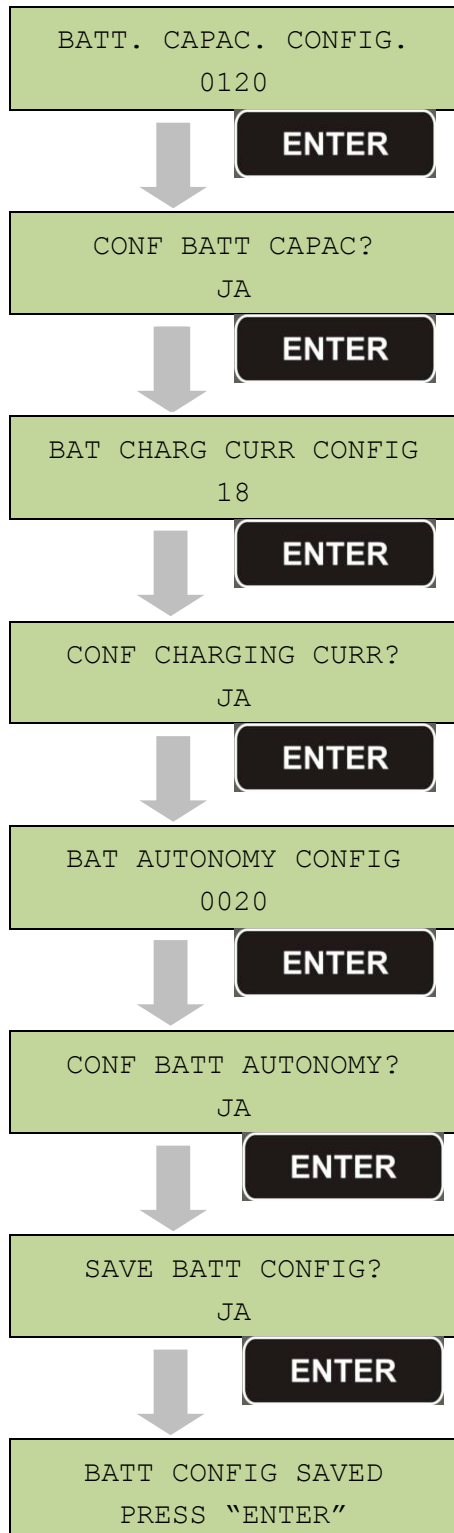 BATT. CAPAC. CONFIG.
0120
ENTER
CONF BATT CAPAC?
JA
ENTER
BAT CHARG CURR CONFIG
18
ENTER
CONF CHARGING CURR?
JA
ENTER
BAT AUTONOMY CONFIG
0020
ENTER
CONF BATT AUTONOMY?
JA
ENTER
SAVE BATT CONFIG?
JA
ENTER
BATT CONFIG SAVED
PRESS “ENTER”